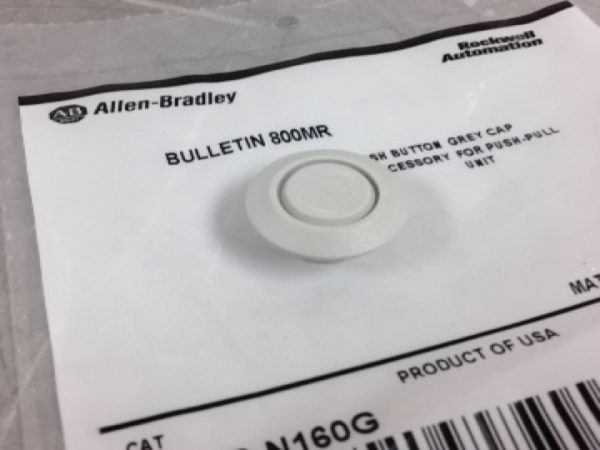 Rockwell
Automation
AB Allen-Bradley
BULLETIN 800MR
SH BUTTON GREY CAP
CESSORY FOR PUSH-PULL
UNIT
MAT
PRODUCT OF USA
CAT
N160G